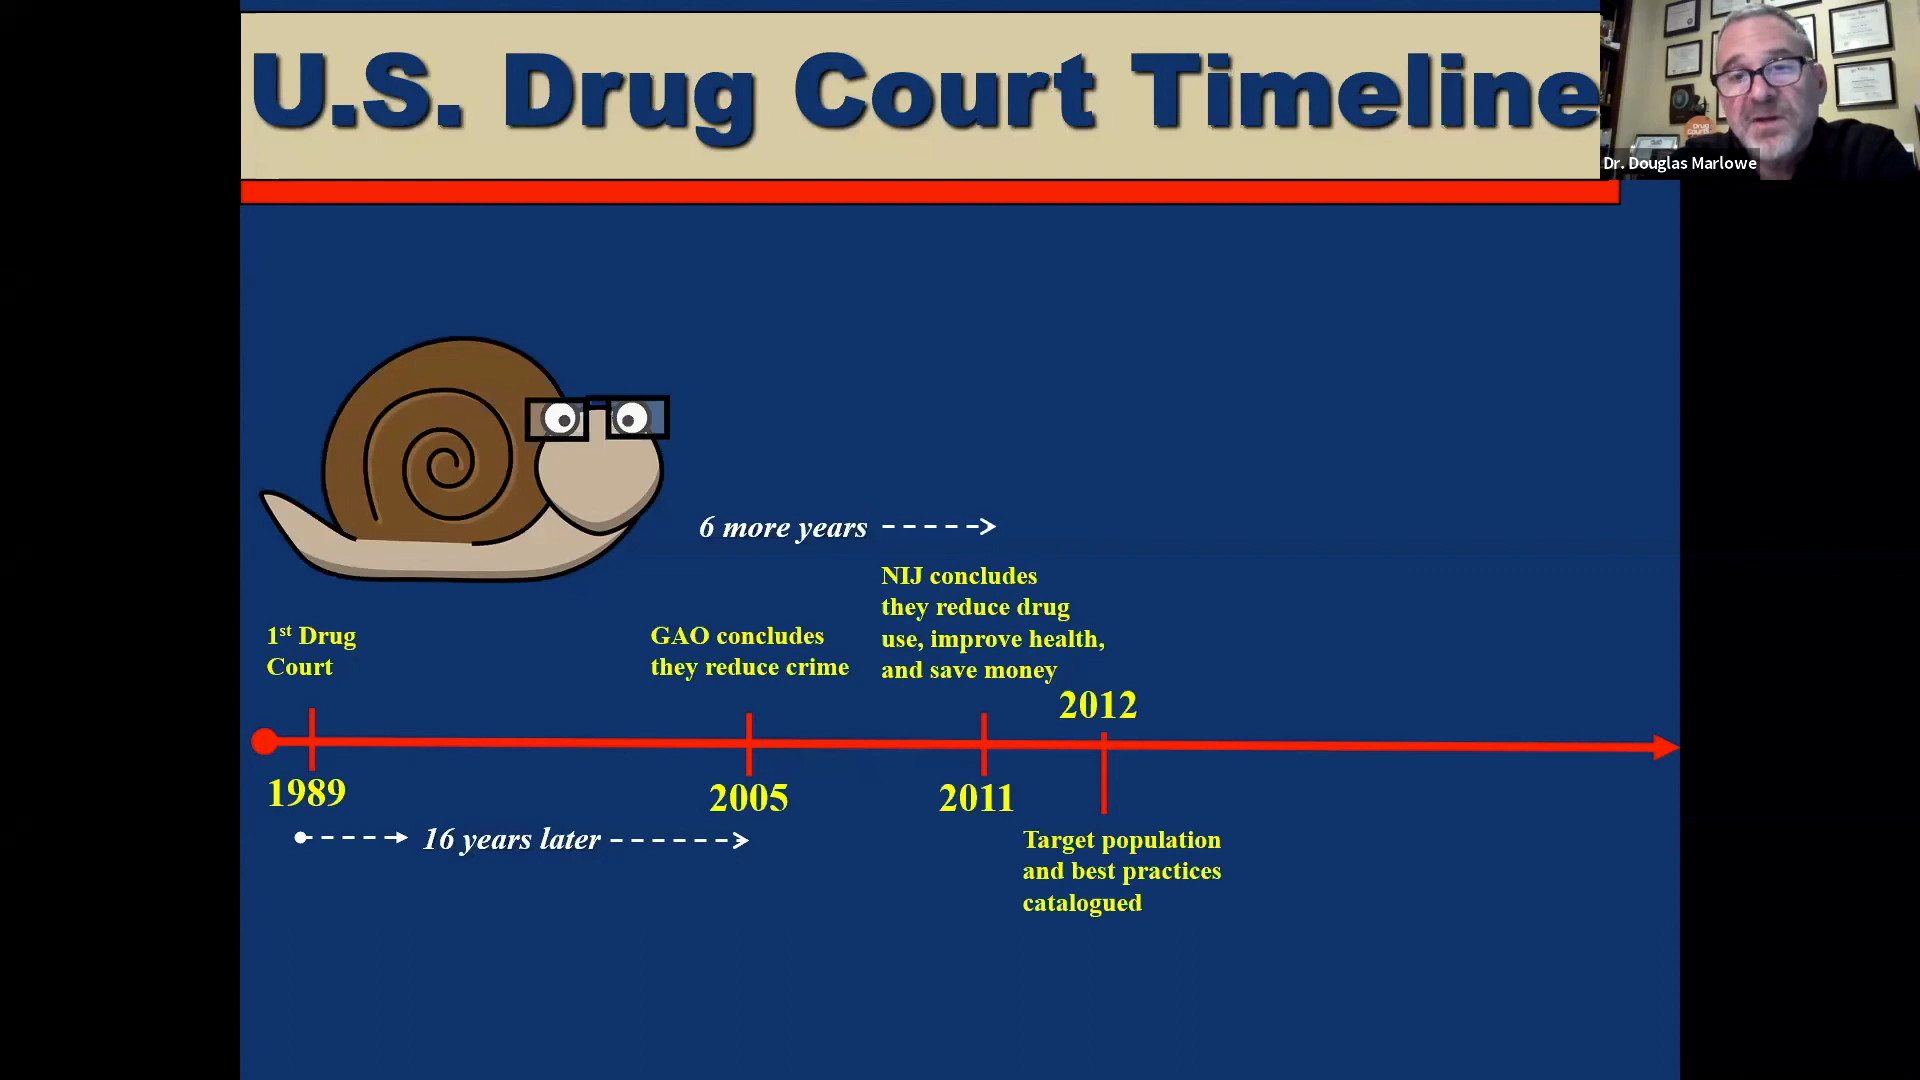 U.S. Drug Court Timeline
Drug
Courts
Dr. Douglas Marlowe
6 more years
NIJ concludes
they reduce drug
use, improve health,
and save money
1st Drug
Court
GAO concludes
they reduce crime
2012
1989
2005
2011
16 years later
Target population
and best practices
catalogued